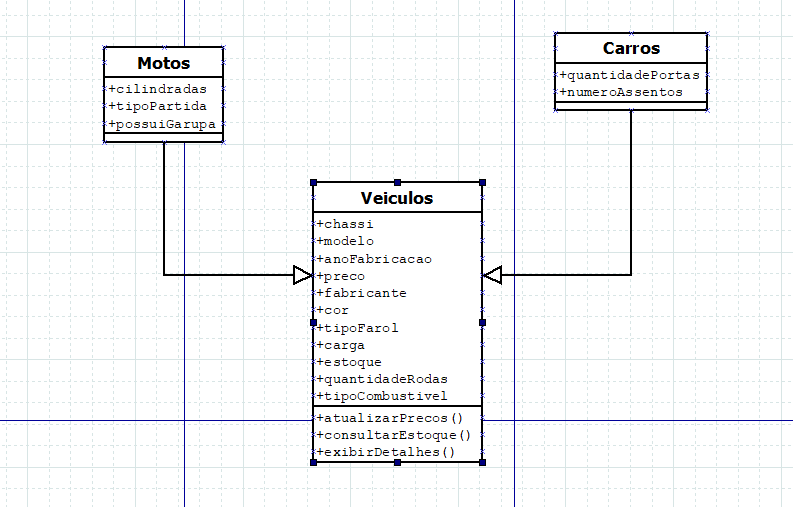 Motos
+cilindradas
+tipoPartida
+possuiGarupa
Carros
+quantidadePortas
+numeroAssentos
Veiculos
+chassi
+modelo
+anoFabricacao
+preco
+fabricante
+cor
+tipoFarol
+carga
+estoque
+quantidadeRodas
+tipoCombustivel
+atualizarPrecos()
+consultarEstoque()
+exibirDetalhes()